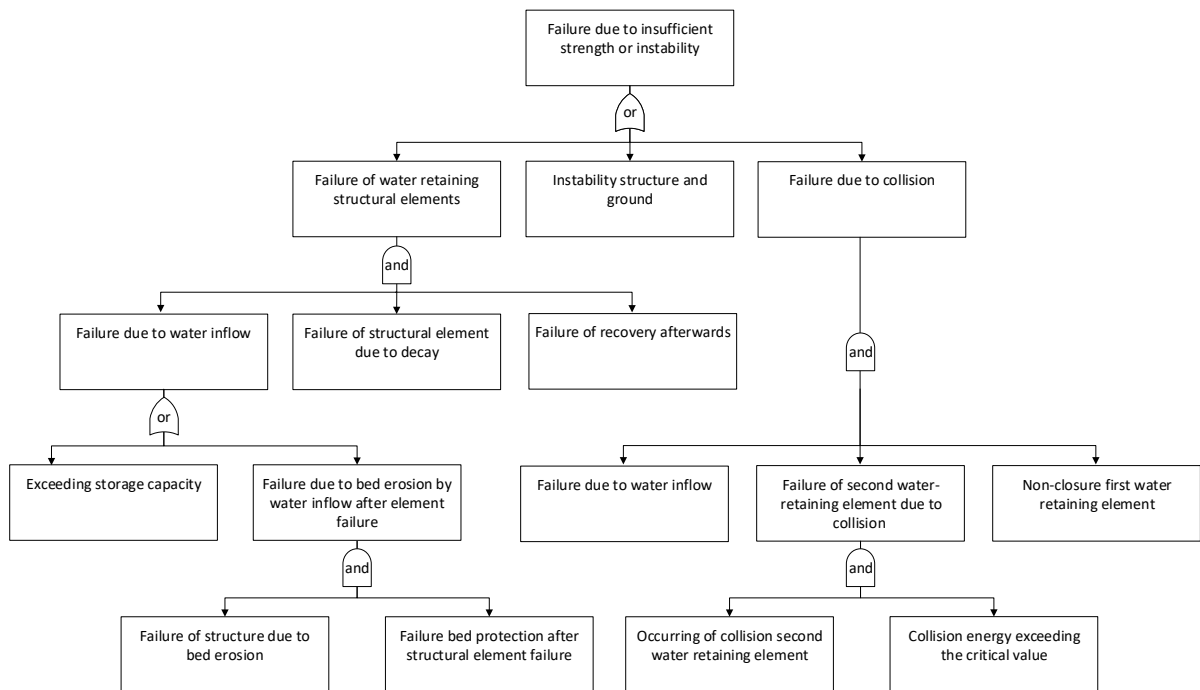 Failure due to insufficient
strength or instability
or
Failure of water retaining
structural elements
Instability structure and
ground
Failure due to collision
and
Failure due to water inflow
Failure of structural element
due to decay
Failure of recovery afterwards
and
or
Exceeding storage capacity
Failure due to bed erosion by
water inflow after element
failure
Failure due to water inflow
Failure of second water-
retaining element due to
collision
Non-closure first water
retaining element
and
and
Failure of structure due to
bed erosion
Failure bed protection after
structural element failure
Occurring of collision second
water retaining element
Collision energy exceeding
the critical value